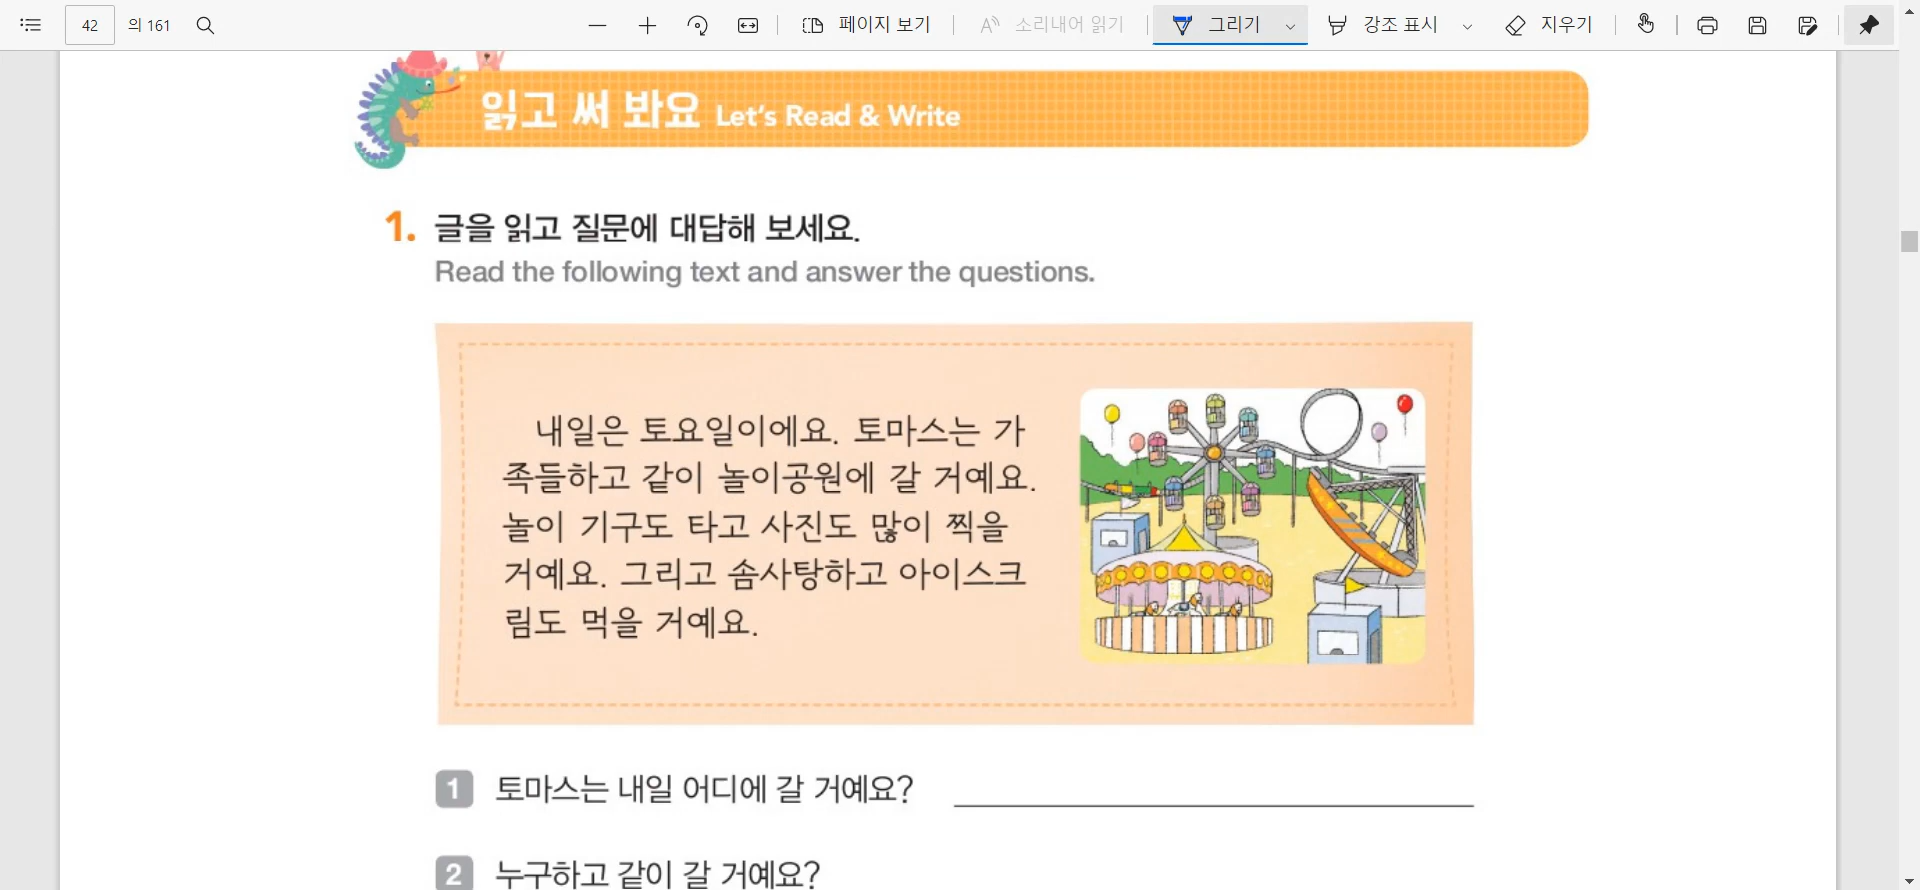 42 의 161 페이지 보기 소리내어 읽기 그리기 강조 표시 지우기
읽고 써 봐요 Let's Read & Write
1. 글을 읽고 질문에 대답해 보세요.
Read the following text and answer the questions.
내일은 토요일이에요. 토마스는 가
족들하고 같이 놀이공원에 갈 거예요.
놀이 기구도 타고 사진도 많이 찍을
거예요. 그리고 솜사탕하고 아이스크
림도 먹을 거예요.
1 토마스는 내일 어디에 갈 거예요?
2 누구하고 같이 갈 거예요?